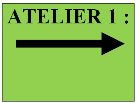 ATELIER 1 :